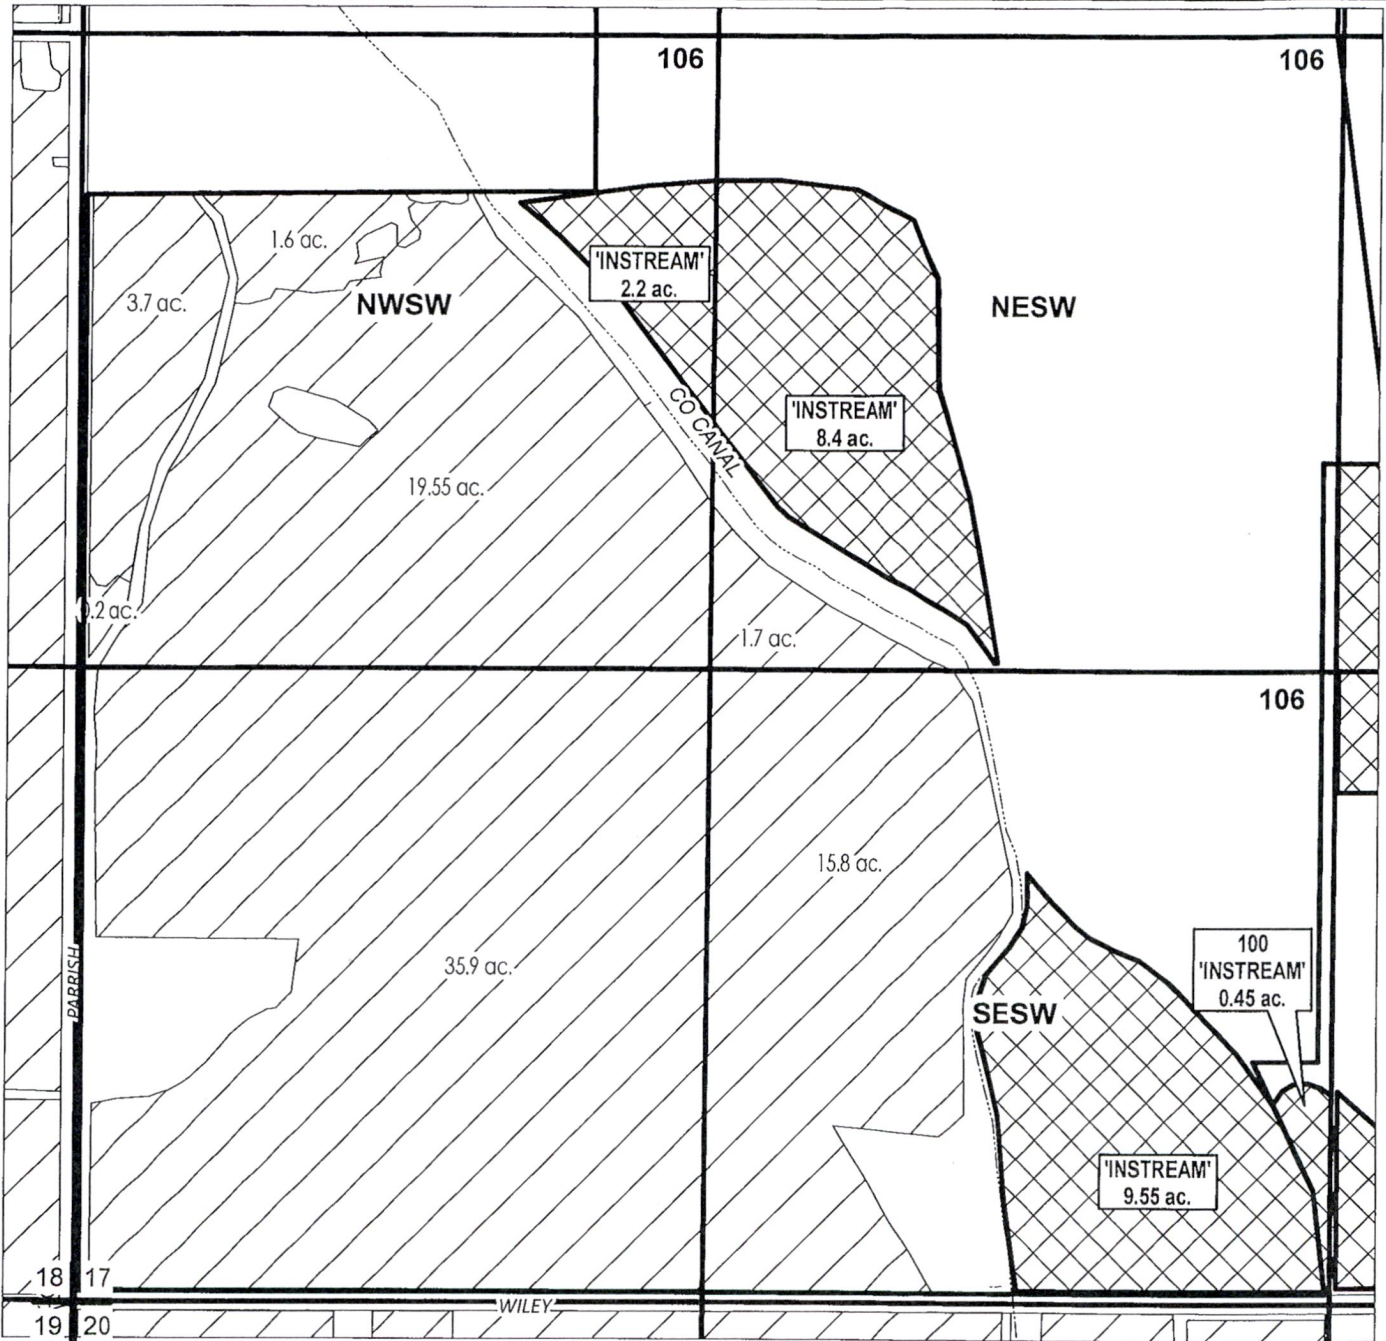 106
106
1.6 ac.
'INSTREAM'
2.2 ac.
3.7 ac.
NWSW
NESW
CO CANAL
'INSTREAM'
8.4 ac.
19.55 ac.
0.2 ac.
1.7 ac.
106
15.8 ac.
100
'INSTREAM'
0.45 ac.
35.9 ac.
PARRISH
SESW
'INSTREAM'
9.55 ac.
18 17
WILEY
19 20